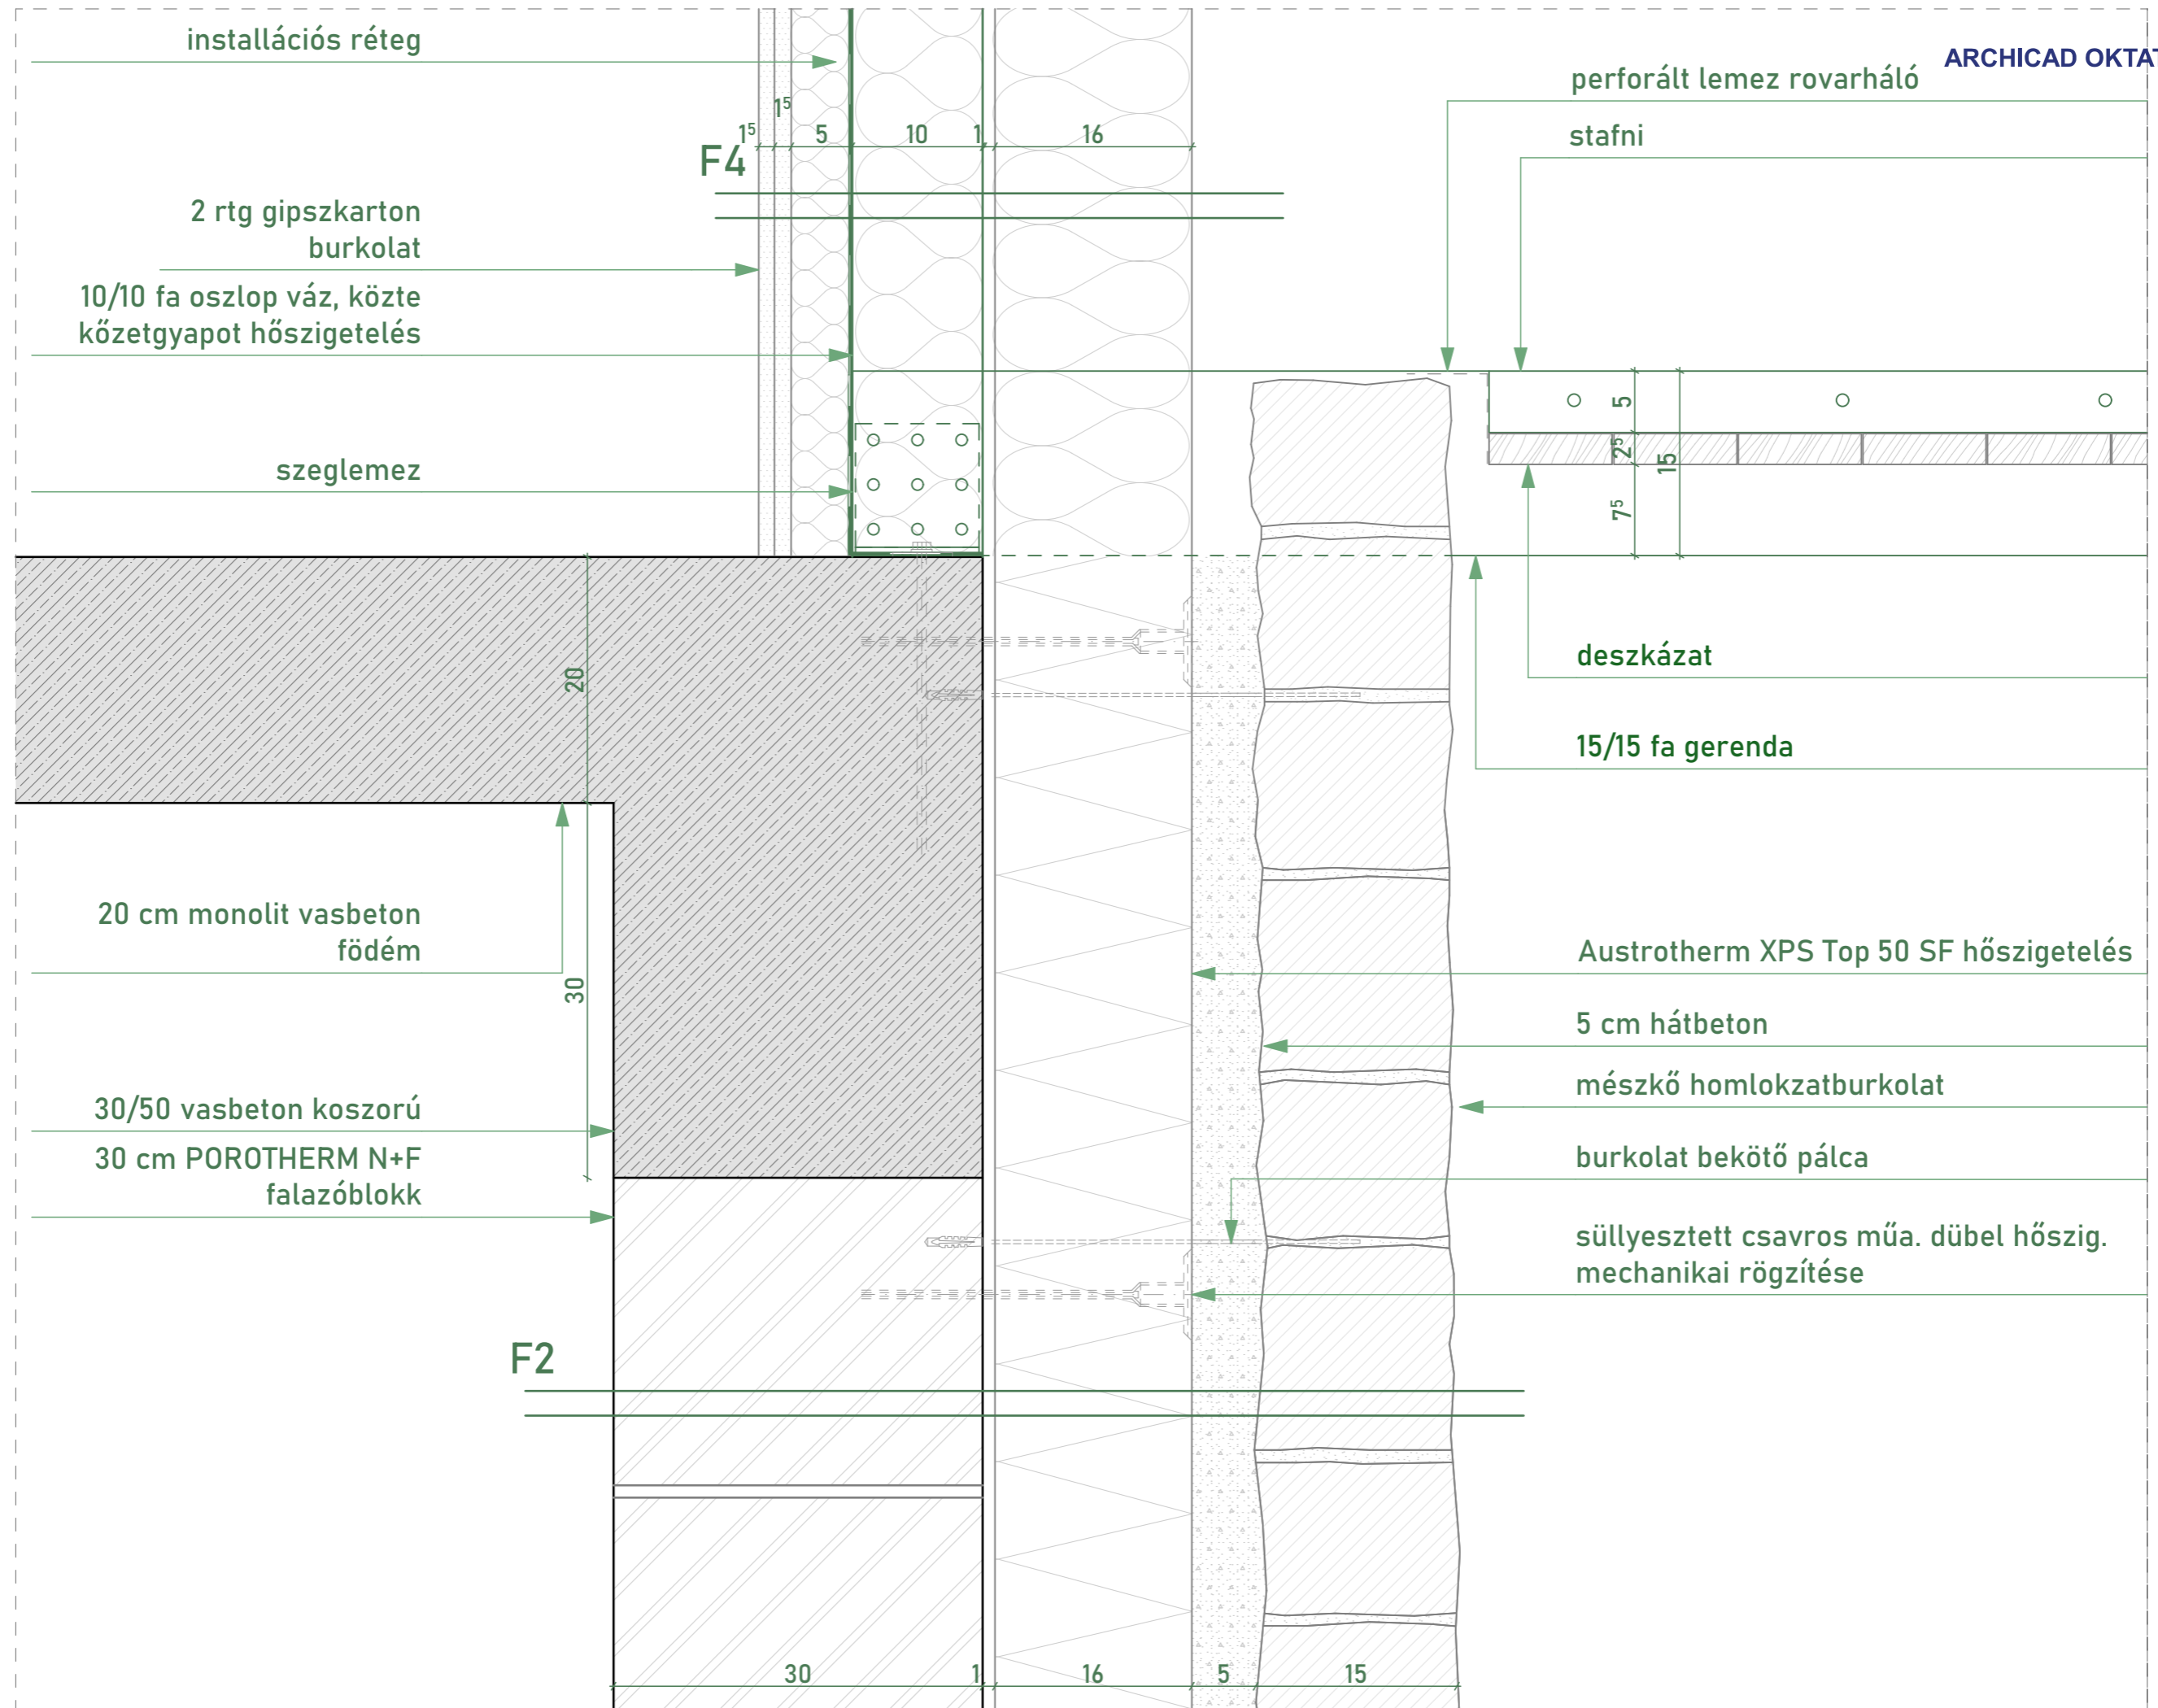 installációs réteg
ARCHICAD OKTAT
perforált lemez rovarháló
stafni
1⁵
1⁵ 5 10 1 16
F4
2 rtg gipszkarton
burkolat
10/10 fa oszlop váz, közte
kőzetgyapot hőszigetelés
szeglemez
5
2⁵
15
7⁵
deszkázat
15/15 fa gerenda
20
20 cm monolit vasbeton
födém
30
30/50 vasbeton koszorú
30 cm POROTHERM N+F
falazóblokk
Austrotherm XPS Top 50 SF hőszigetelés
5 cm hátbeton
mészkő homlokzatburkolat
burkolat bekötő pálca
süllyesztett csavros műa. dübel hőszig.
mechanikai rögzítése
F2
30 1 16 5 15